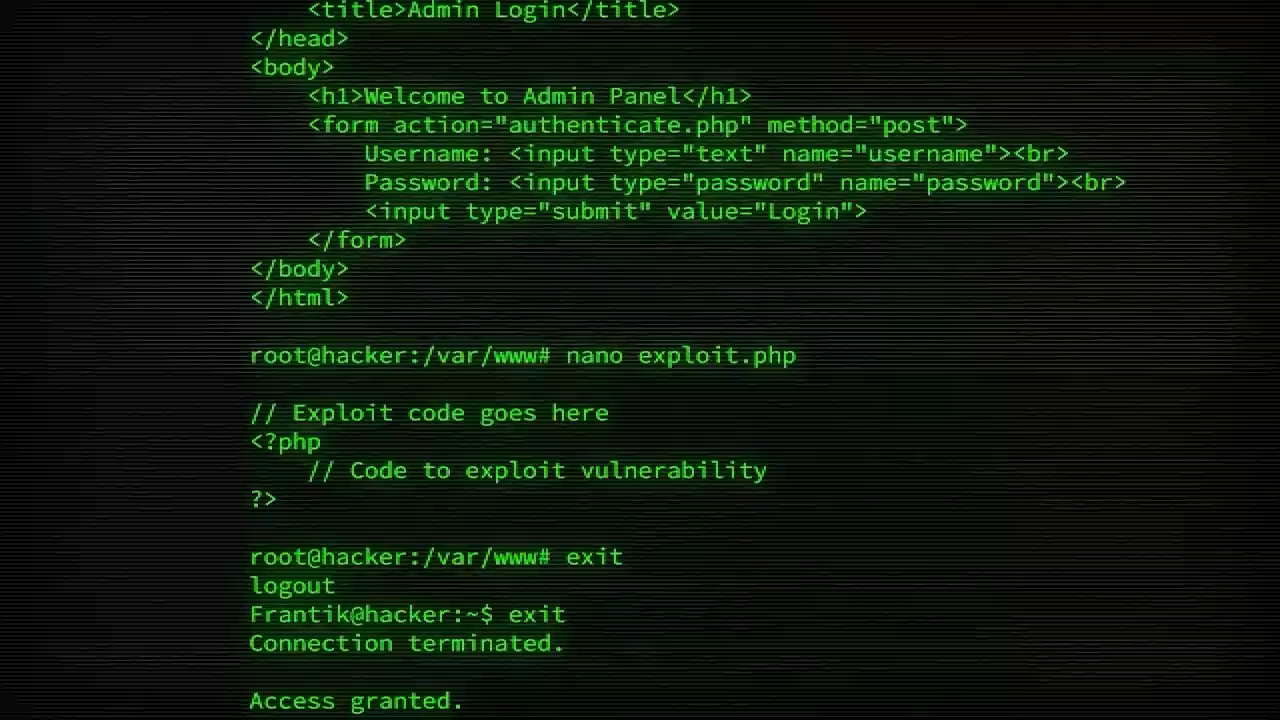 <title>Admin Login</title>
</head>
<body>
<h1>Welcome to Admin Panel</h1>
<form action="authenticate.php" method="post">
Username: <input type="text" name="username"><br>
Password: <input type="password" name="password"><br>
<input type="submit" value="Login">
</form>
</body>
</html>
root@hacker:/var/www# nano exploit.php
// Exploit code goes here
<?php
// Code to exploit vulnerability
?>
root@hacker:/var/www# exit
logout
Frantik@hacker:~$ exit
Connection terminated.
Access granted.